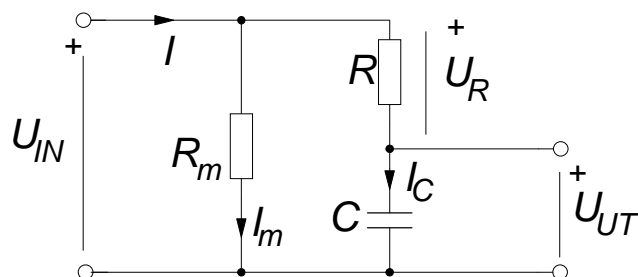 +
I
R
+
U_R
U_IN
R_m
I_C
+
I_m
C
U_UT